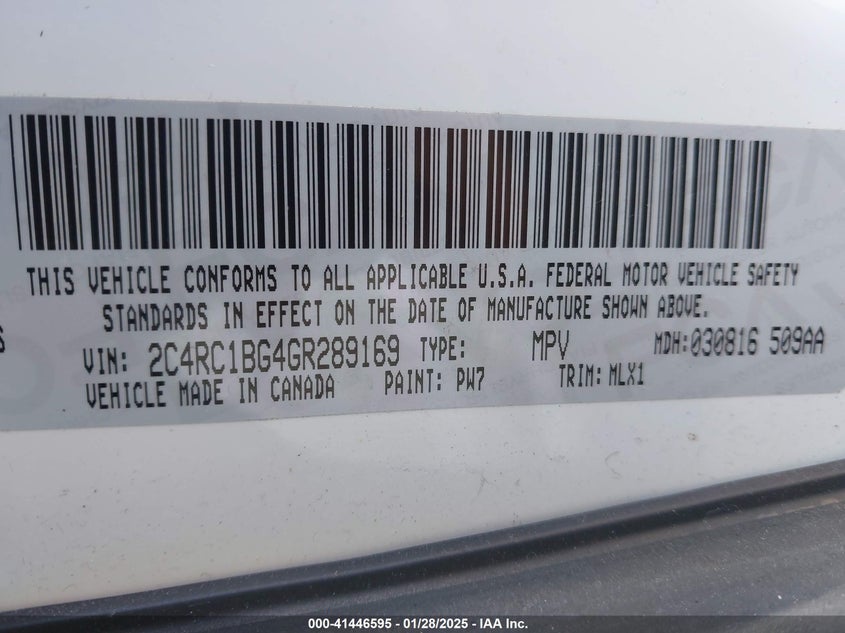 THIS VEHICLE CONFORMS TO ALL APPLICABLE U.S.A. FEDERAL MOTOR VEHICLE SAFETY
STANDARDS IN EFFECT ON THE DATE OF MANUFACTURE SHOWN ABOVE.
VIN: 2C4RC1BG4GR289169 TYPE: MPV MDH:030816 509AA
VEHICLE MADE IN CANADA PAINT: PW7 TRIM: MLX1
000-41446595 - 01/28/2025 - IAA Inc.